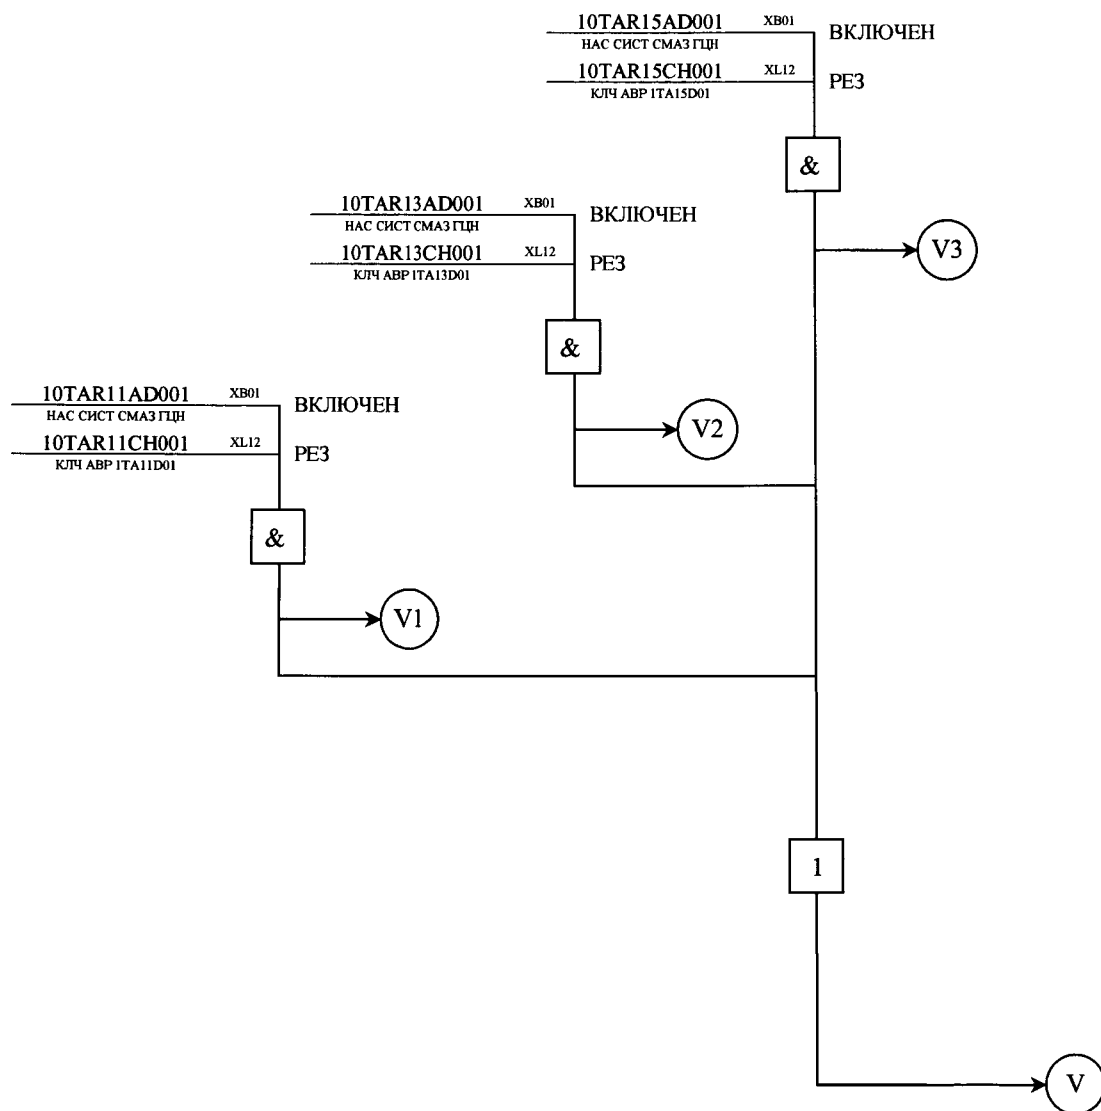 10TAR15AD001 XB01 ВКЛЮЧЕН
НАС СИСТ СМАЗ ГЦН
10TAR15CH001 XL12 РЕЗ
КЛЧ АВР 1TA15D01
&
10TAR13AD001 XB01 ВКЛЮЧЕН
НАС СИСТ СМАЗ ГЦН
V3
10TAR13CH001 XL12 РЕЗ
КЛЧ АВР 1TA13D01
&
10TAR11AD001 XB01 ВКЛЮЧЕН
НАС СИСТ СМАЗ ГЦН
V2
10TAR11CH001 XL12 РЕЗ
КЛЧ АВР 1TA11D01
&
V1
1
V